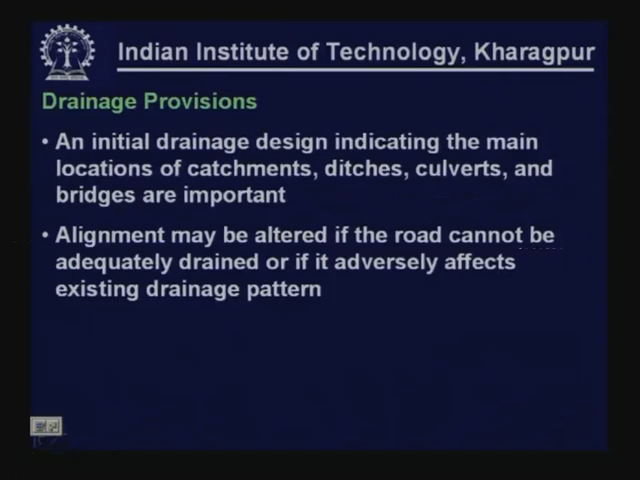 Indian Institute of Technology, Kharagpur
Drainage Provisions
• An initial drainage design indicating the main
locations of catchments, ditches, culverts, and
bridges are important
• Alignment may be altered if the road cannot be
adequately drained or if it adversely affects
existing drainage pattern